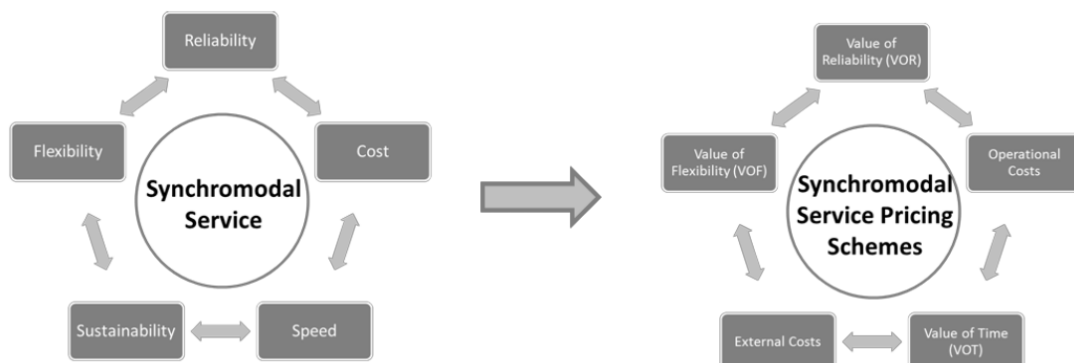 Reliability
Flexibility
Cost
Synchromodal
Service
Sustainability
Speed
Value of
Reliability (VOR)
Value of
Flexibility (VOF)
Operational
Costs
Synchromodal
Service Pricing
Schemes
External Costs
Value of Time
(VOT)